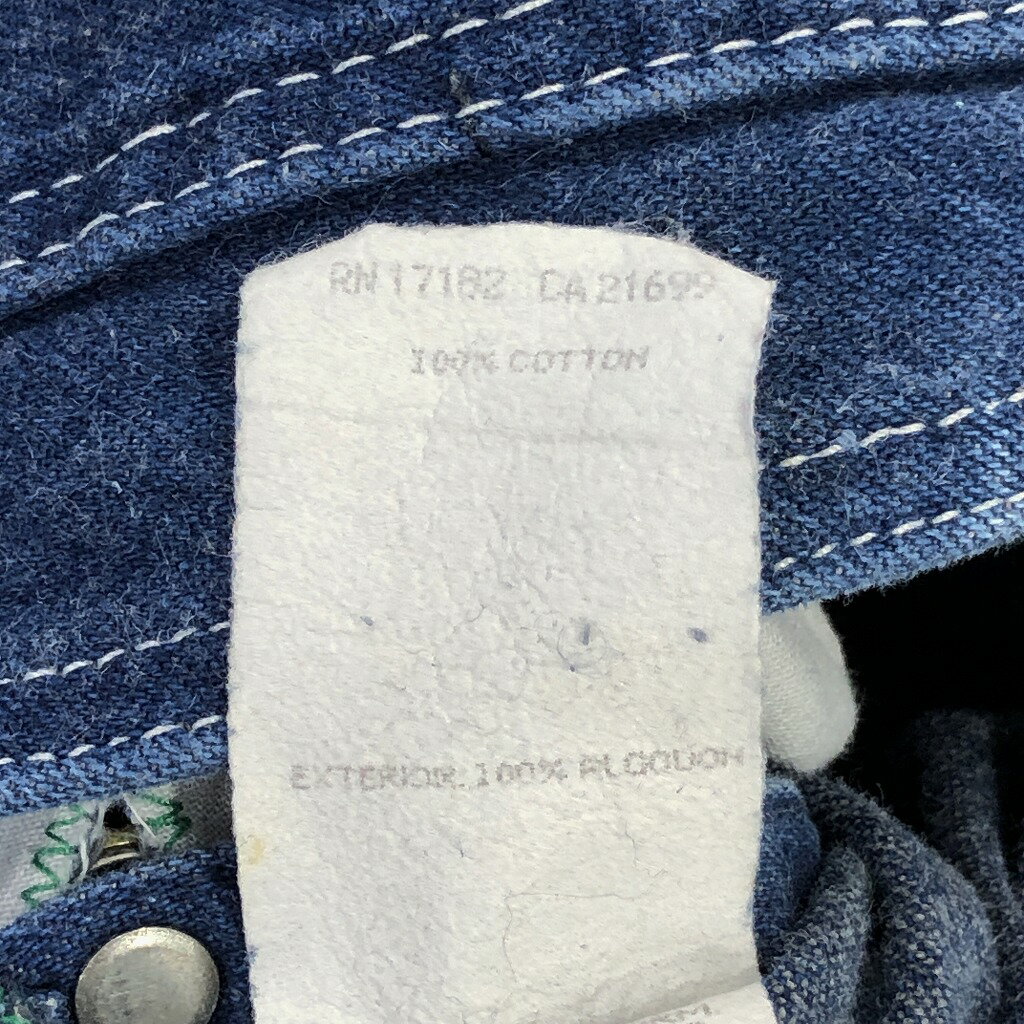 RN 17182 CA 21699
100% COTTON
EXTERIOR: 100% ALGODON